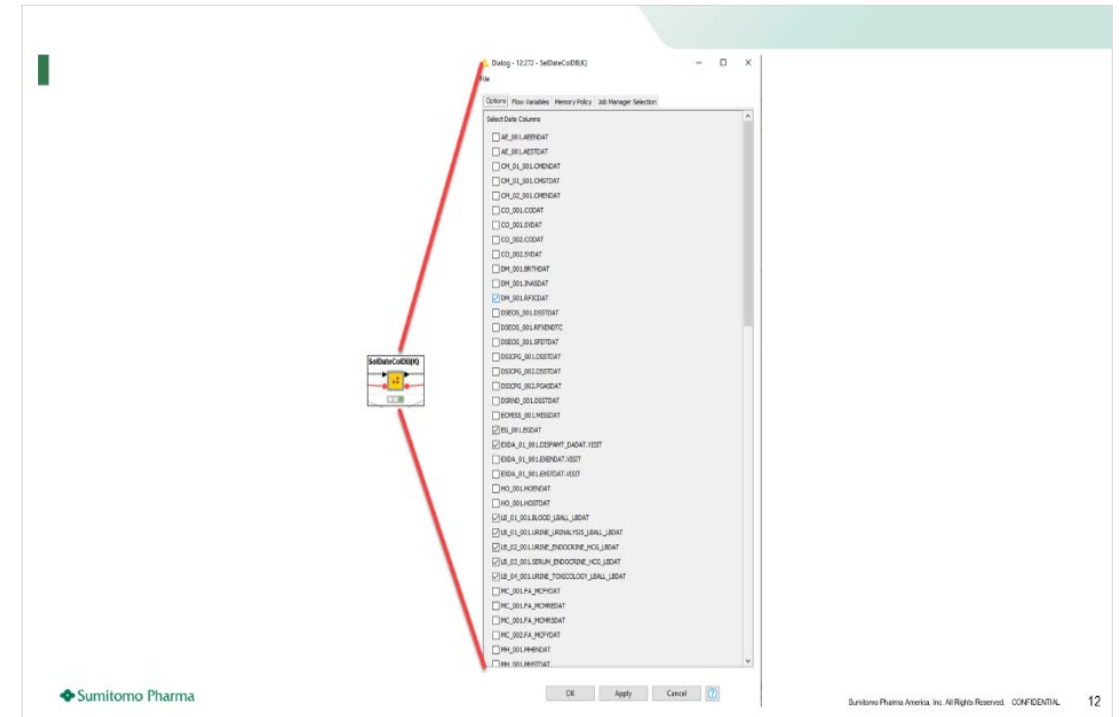 Dialog - 12:272 - SelDateColDB(K)
File
Options Flow Variables Memory Policy Job Manager Selection
Select Date Columns
AE_001.AEENDAT
AE_001.AESTDAT
CM_01_001.CMENDAT
CM_01_001.CMSTDAT
CM_02_001.CMENDAT
CO_001.CODAT
CO_001.SVDAT
CO_002.CODAT
CO_002.SVDAT
DM_001.BRTHDAT
DM_001.INASDAT
DM_001.RFICDAT
DSEOS_001.DSSTDAT
DSEOS_001.RFXENDTC
DSEOS_001.SFDTDAT
DSICPG_001.DSSTDAT
DSICPG_002.DSSTDAT
DSICPG_002.PGASDAT
DSRND_001.DSSTDAT
ECMISS_001.MISSDAT
EG_001.EGDAT
EXDA_01_001.DISPAMT_DADAT.VISIT
EXDA_01_001.EXENDAT.VISIT
EXDA_01_001.EXSTDAT.VISIT
HO_001.HOENDAT
HO_001.HOSTDAT
LB_01_001.BLOOD_LBALL_LBDAT
LB_01_001.URINE_URINALYSIS_LBALL_LBDAT
LB_02_001.URINE_ENDOCRINE_HCG_LBDAT
LB_03_001.SERUM_ENDOCRINE_HCG_LBDAT
LB_04_001.URINE_TOXICOLOGY_LBALL_LBDAT
MC_001.FA_MCFYDAT
MC_001.FA_MCMREDAT
MC_001.FA_MCMRSDAT
MC_002.FA_MCFYDAT
MH_001.MHENDAT
MH_001.MHSTDAT
SelDateColDB(K)
OK Apply Cancel ?
Sumitomo Pharma
Sumitomo Pharma America, Inc. All Rights Reserved. CONFIDENTIAL 12